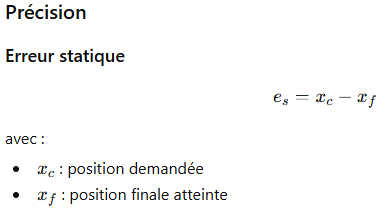 Précision
Erreur statique
e_s = x_c − x_f
avec :
• x_c : position demandée
• x_f : position finale atteinte